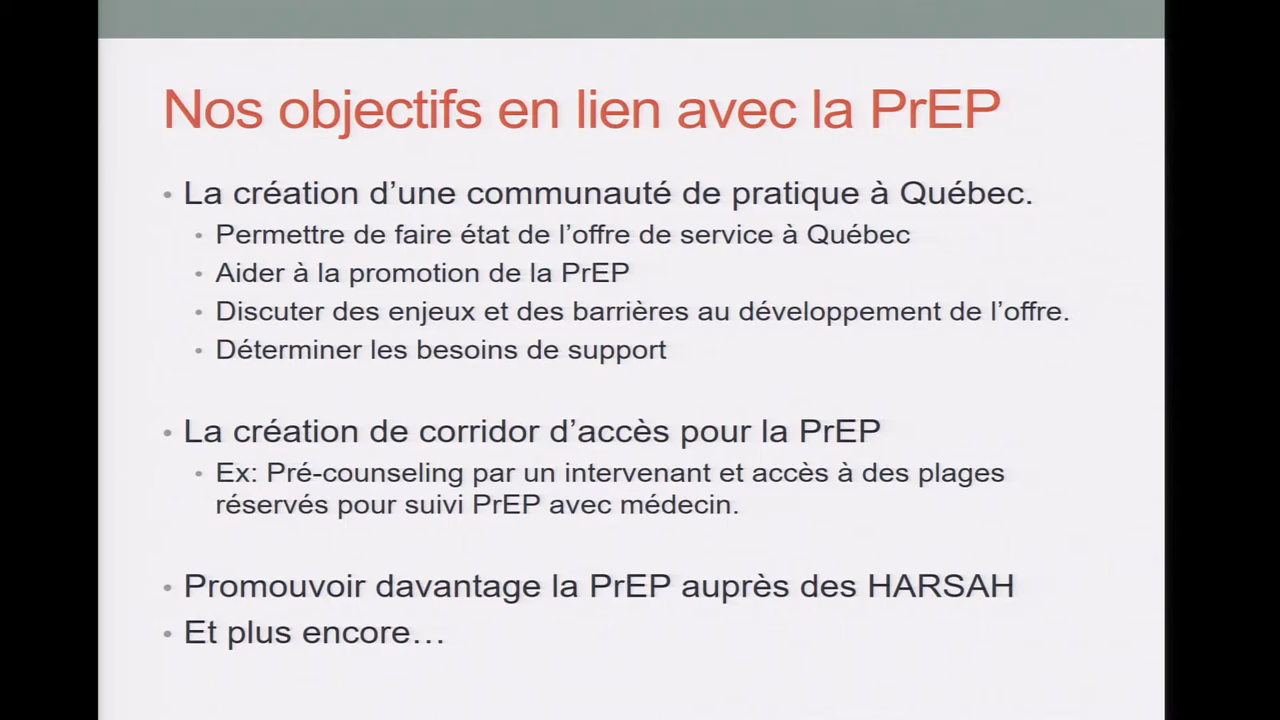 Nos objectifs en lien avec la PrEP
• La création d’une communauté de pratique à Québec.
• Permettre de faire état de l’offre de service à Québec
• Aider à la promotion de la PrEP
• Discuter des enjeux et des barrières au développement de l’offre.
• Déterminer les besoins de support
• La création de corridor d’accès pour la PrEP
• Ex: Pré-counseling par un intervenant et accès à des plages
réservés pour suivi PrEP avec médecin.
• Promouvoir davantage la PrEP auprès des HARSAH
• Et plus encore…